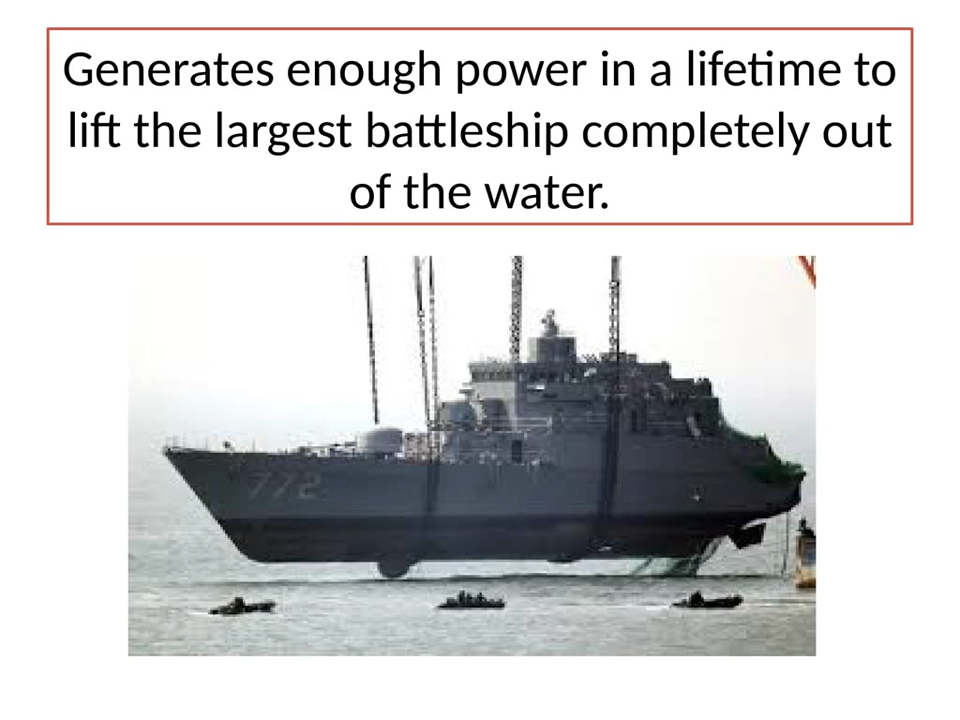 Generates enough power in a lifetime to
lift the largest battleship completely out
of the water.
772